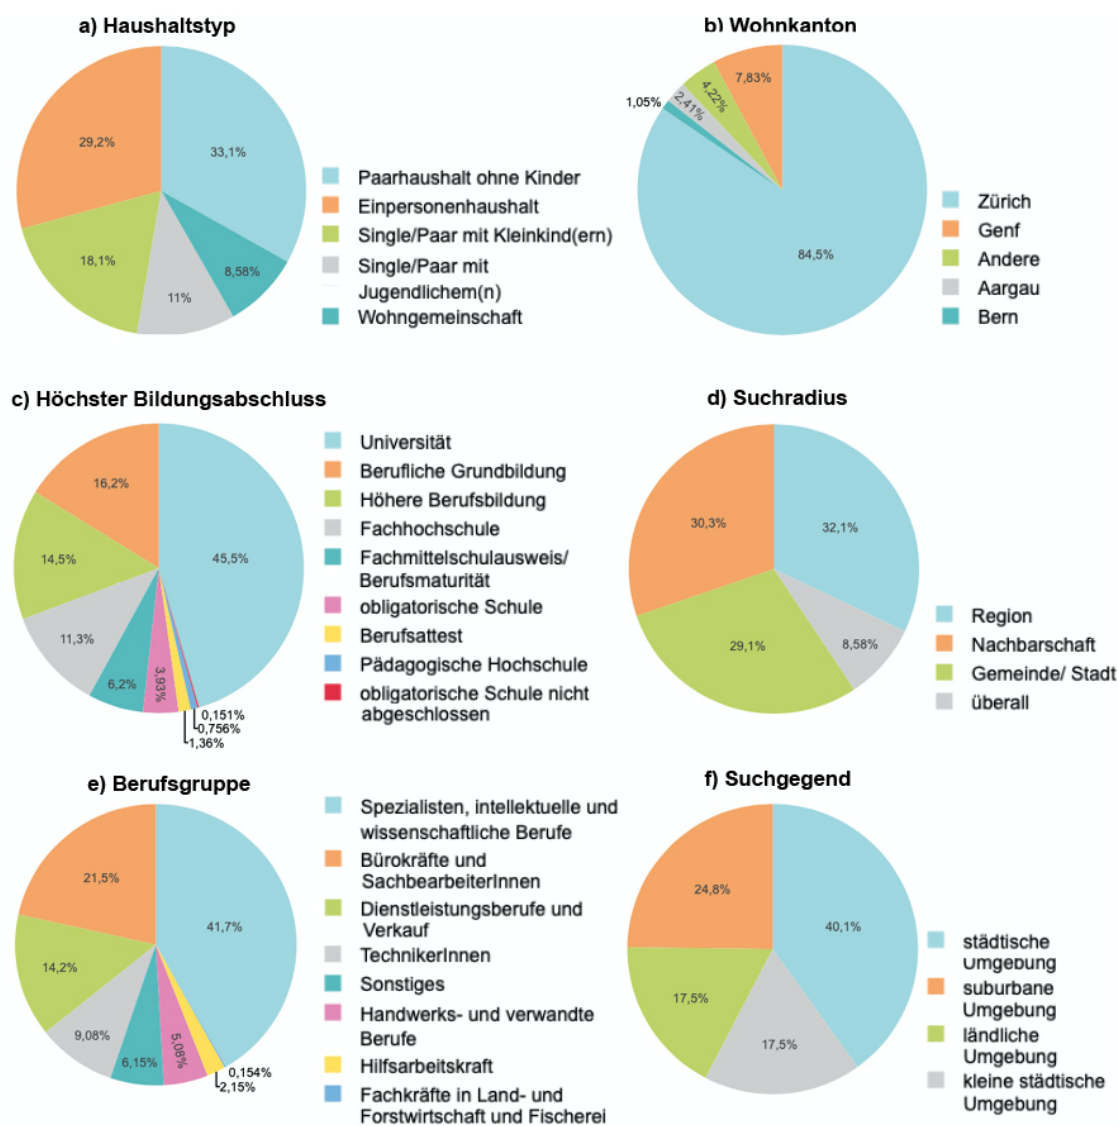 a) Haushaltstyp
29,2%
33,1%
18,1%
11%
8,58%
Paarhaushalt ohne Kinder
Einpersonenhaushalt
Single/Paar mit Kleinkind(ern)
Single/Paar mit
Jugendlichem(n)
Wohngemeinschaft
b) Wohnkanton
7,83%
4,22%
2,41%
1,05%
84,5%
Zürich
Genf
Andere
Aargau
Bern
c) Höchster Bildungsabschluss
16,2%
45,5%
14,5%
11,3%
6,2%
3,93%
0,151%
0,756%
1,36%
Universität
Berufliche Grundbildung
Höhere Berufsbildung
Fachhochschule
Fachmittelschulausweis/
Berufsmaturität
obligatorische Schule
Berufsattest
Pädagogische Hochschule
obligatorische Schule nicht
abgeschlossen
d) Suchradius
30,3%
32,1%
29,1%
8,58%
Region
Nachbarschaft
Gemeinde/ Stadt
überall
e) Berufsgruppe
21,5%
41,7%
14,2%
9,08%
6,15%
5,08%
0,154%
2,15%
Spezialisten, intellektuelle und
wissenschaftliche Berufe
Bürokräfte und
SachbearbeiterInnen
Dienstleistungsberufe und
Verkauf
TechnikerInnen
Sonstiges
Handwerks- und verwandte
Berufe
Hilfsarbeitskraft
Fachkräfte in Land- und
Forstwirtschaft und Fischerei
f) Suchgegend
24,8%
40,1%
17,5%
17,5%
städtische
Umgebung
suburbane
Umgebung
ländliche
Umgebung
kleine städtische
Umgebung